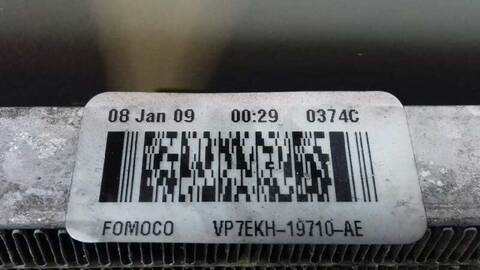 08 Jan 09 00:29 0374C
FOMOCO VP7EKH-19710-AE